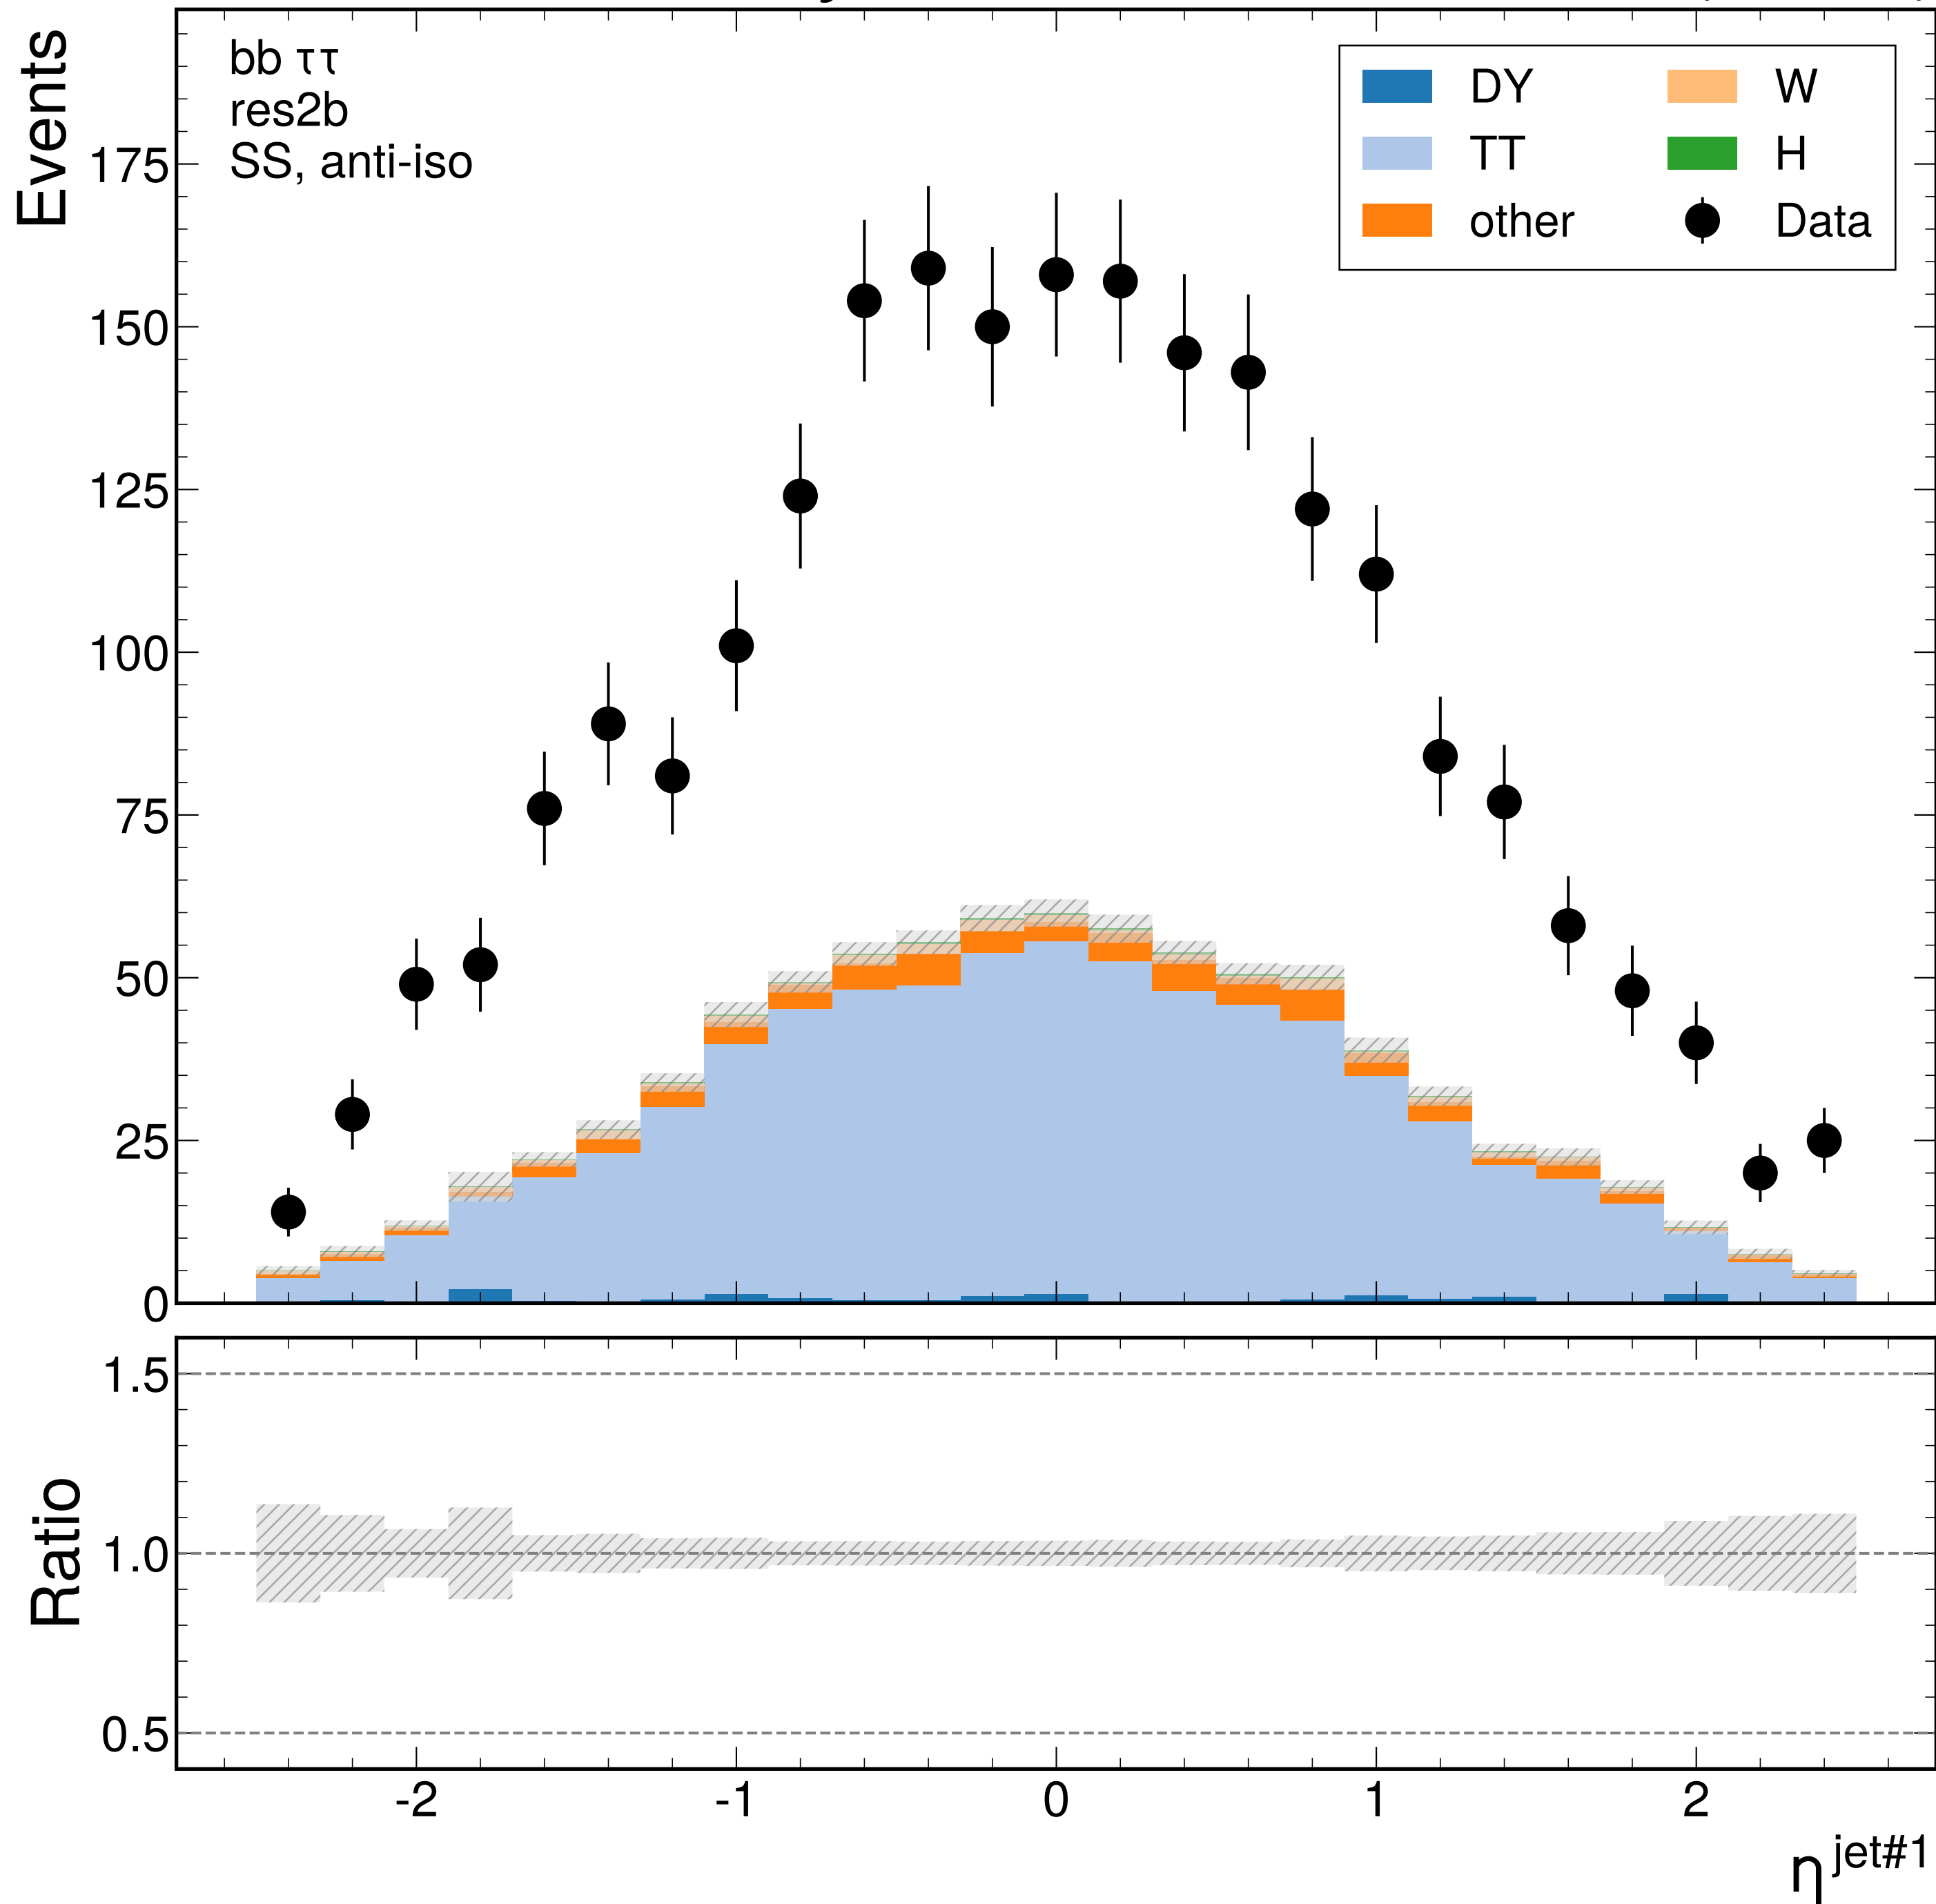 Events
bb ττ
res2b
SS, anti-iso
DY
W
TT
H
other
Data
175
150
125
100
75
50
25
0
Ratio
1.5
1.0
0.5
-2 -1 0 1 2
η^jet#1